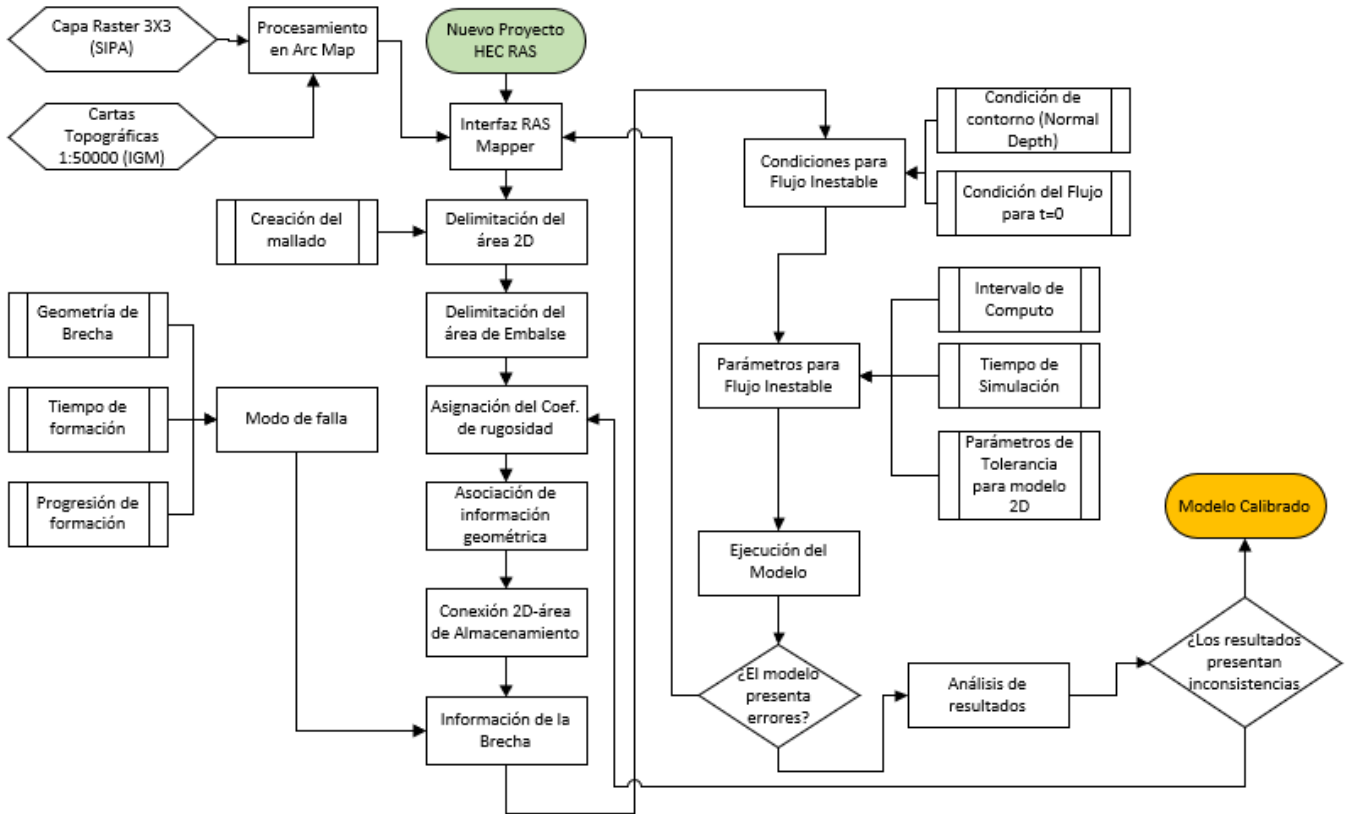 Capa Raster 3X3
(SIPA)
Procesamiento
en Arc Map
Nuevo Proyecto
HEC RAS
Cartas
Topográficas
1:50000 (IGM)
Interfaz RAS
Mapper
Creación del
mallado
Delimitación del
área 2D
Delimitación del
área de Embalse
Geometría de
Brecha
Tiempo de
formación
Progresión de
formación
Modo de falla
Asignación del Coef.
de rugosidad
Asociación de
información
geométrica
Conexión 2D-área
de Almacenamiento
Información de la
Brecha
Condiciones para
Flujo Inestable
Condición de
contorno (Normal
Depth)
Condición del Flujo
para t=0
Parámetros para
Flujo Inestable
Intervalo de
Computo
Tiempo de
Simulación
Parámetros de
Tolerancia
para modelo
2D
Ejecución del
Modelo
¿El modelo
presenta
errores?
Análisis de
resultados
¿Los resultados
presentan
inconsistencias
Modelo Calibrado